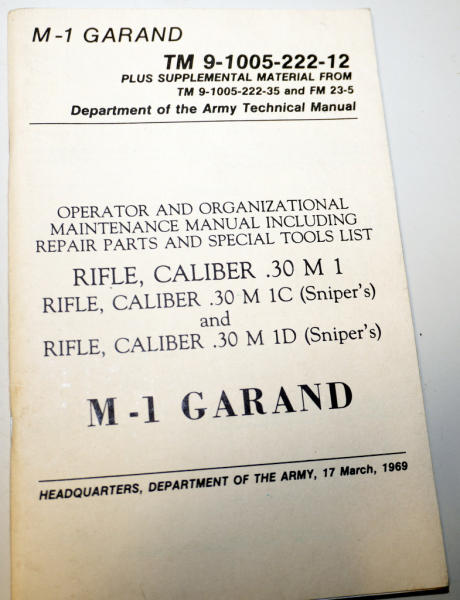 M-1 GARAND
TM 9-1005-222-12
PLUS SUPPLEMENTAL MATERIAL FROM
TM 9-1005-222-35 and FM 23-5
Department of the Army Technical Manual
OPERATOR AND ORGANIZATIONAL
MAINTENANCE MANUAL INCLUDING
REPAIR PARTS AND SPECIAL TOOLS LIST
RIFLE, CALIBER .30 M 1
RIFLE, CALIBER .30 M 1C (Sniper's)
and
RIFLE, CALIBER .30 M 1D (Sniper's)
M-1 GARAND
HEADQUARTERS, DEPARTMENT OF THE ARMY, 17 March, 1969